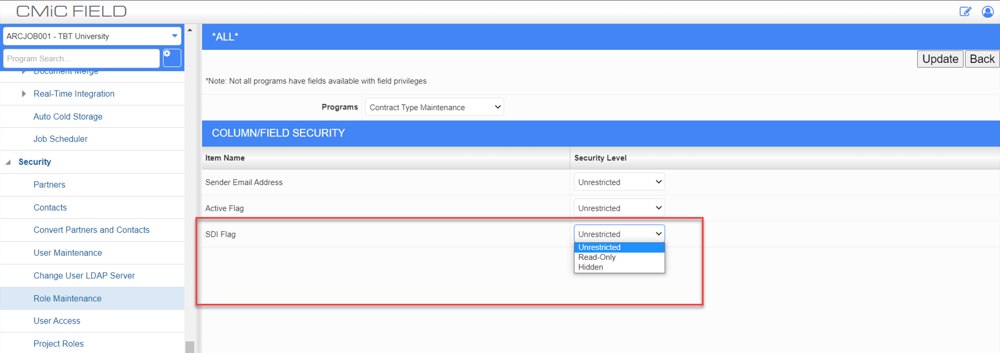 CMiC FIELD
ARCJOB001 - TBT University
Program Search...
Document Merge
Real-Time Integration
Auto Cold Storage
Job Scheduler
Security
Partners
Contacts
Convert Partners and Contacts
User Maintenance
Change User LDAP Server
Role Maintenance
User Access
Project Roles
*ALL*
Update Back
*Note: Not all programs have fields available with field privileges
Programs Contract Type Maintenance
COLUMN/FIELD SECURITY
Item Name Security Level
Sender Email Address Unrestricted
Active Flag Unrestricted
SDI Flag Unrestricted
Unrestricted
Read-Only
Hidden